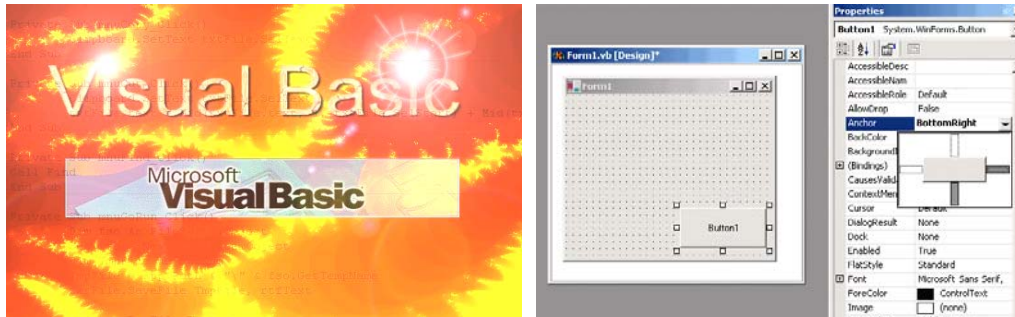 Visual Basic
Microsoft
Visual Basic
Form1.vb [Design]*
Form1
Button1
Properties
Button1 System.WinForms.Button
AccessibleDesc
AccessibleNam
AccessibleRole Default
AllowDrop False
Anchor BottomRight
BackColor
Background
(Bindings)
CausesValid
ContextMen
Cursor Default
DialogResult None
Dock None
Enabled True
FlatStyle Standard
Font Microsoft Sans Serif,
ForeColor ControlText
Image (none)